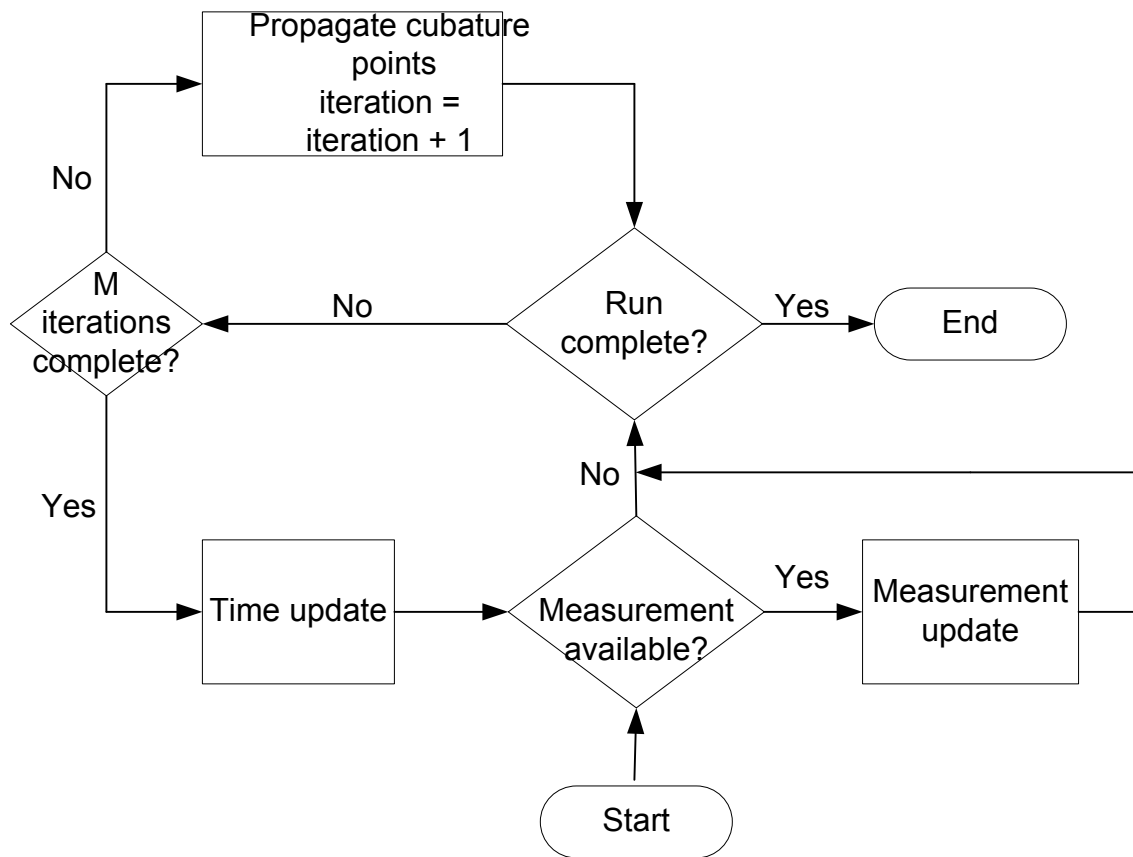 Propagate cubature
points
iteration =
iteration + 1
No
M
iterations
complete?
No
Run
complete?
Yes
End
Yes
No
Time update
Measurement
available?
Yes
Measurement
update
Start